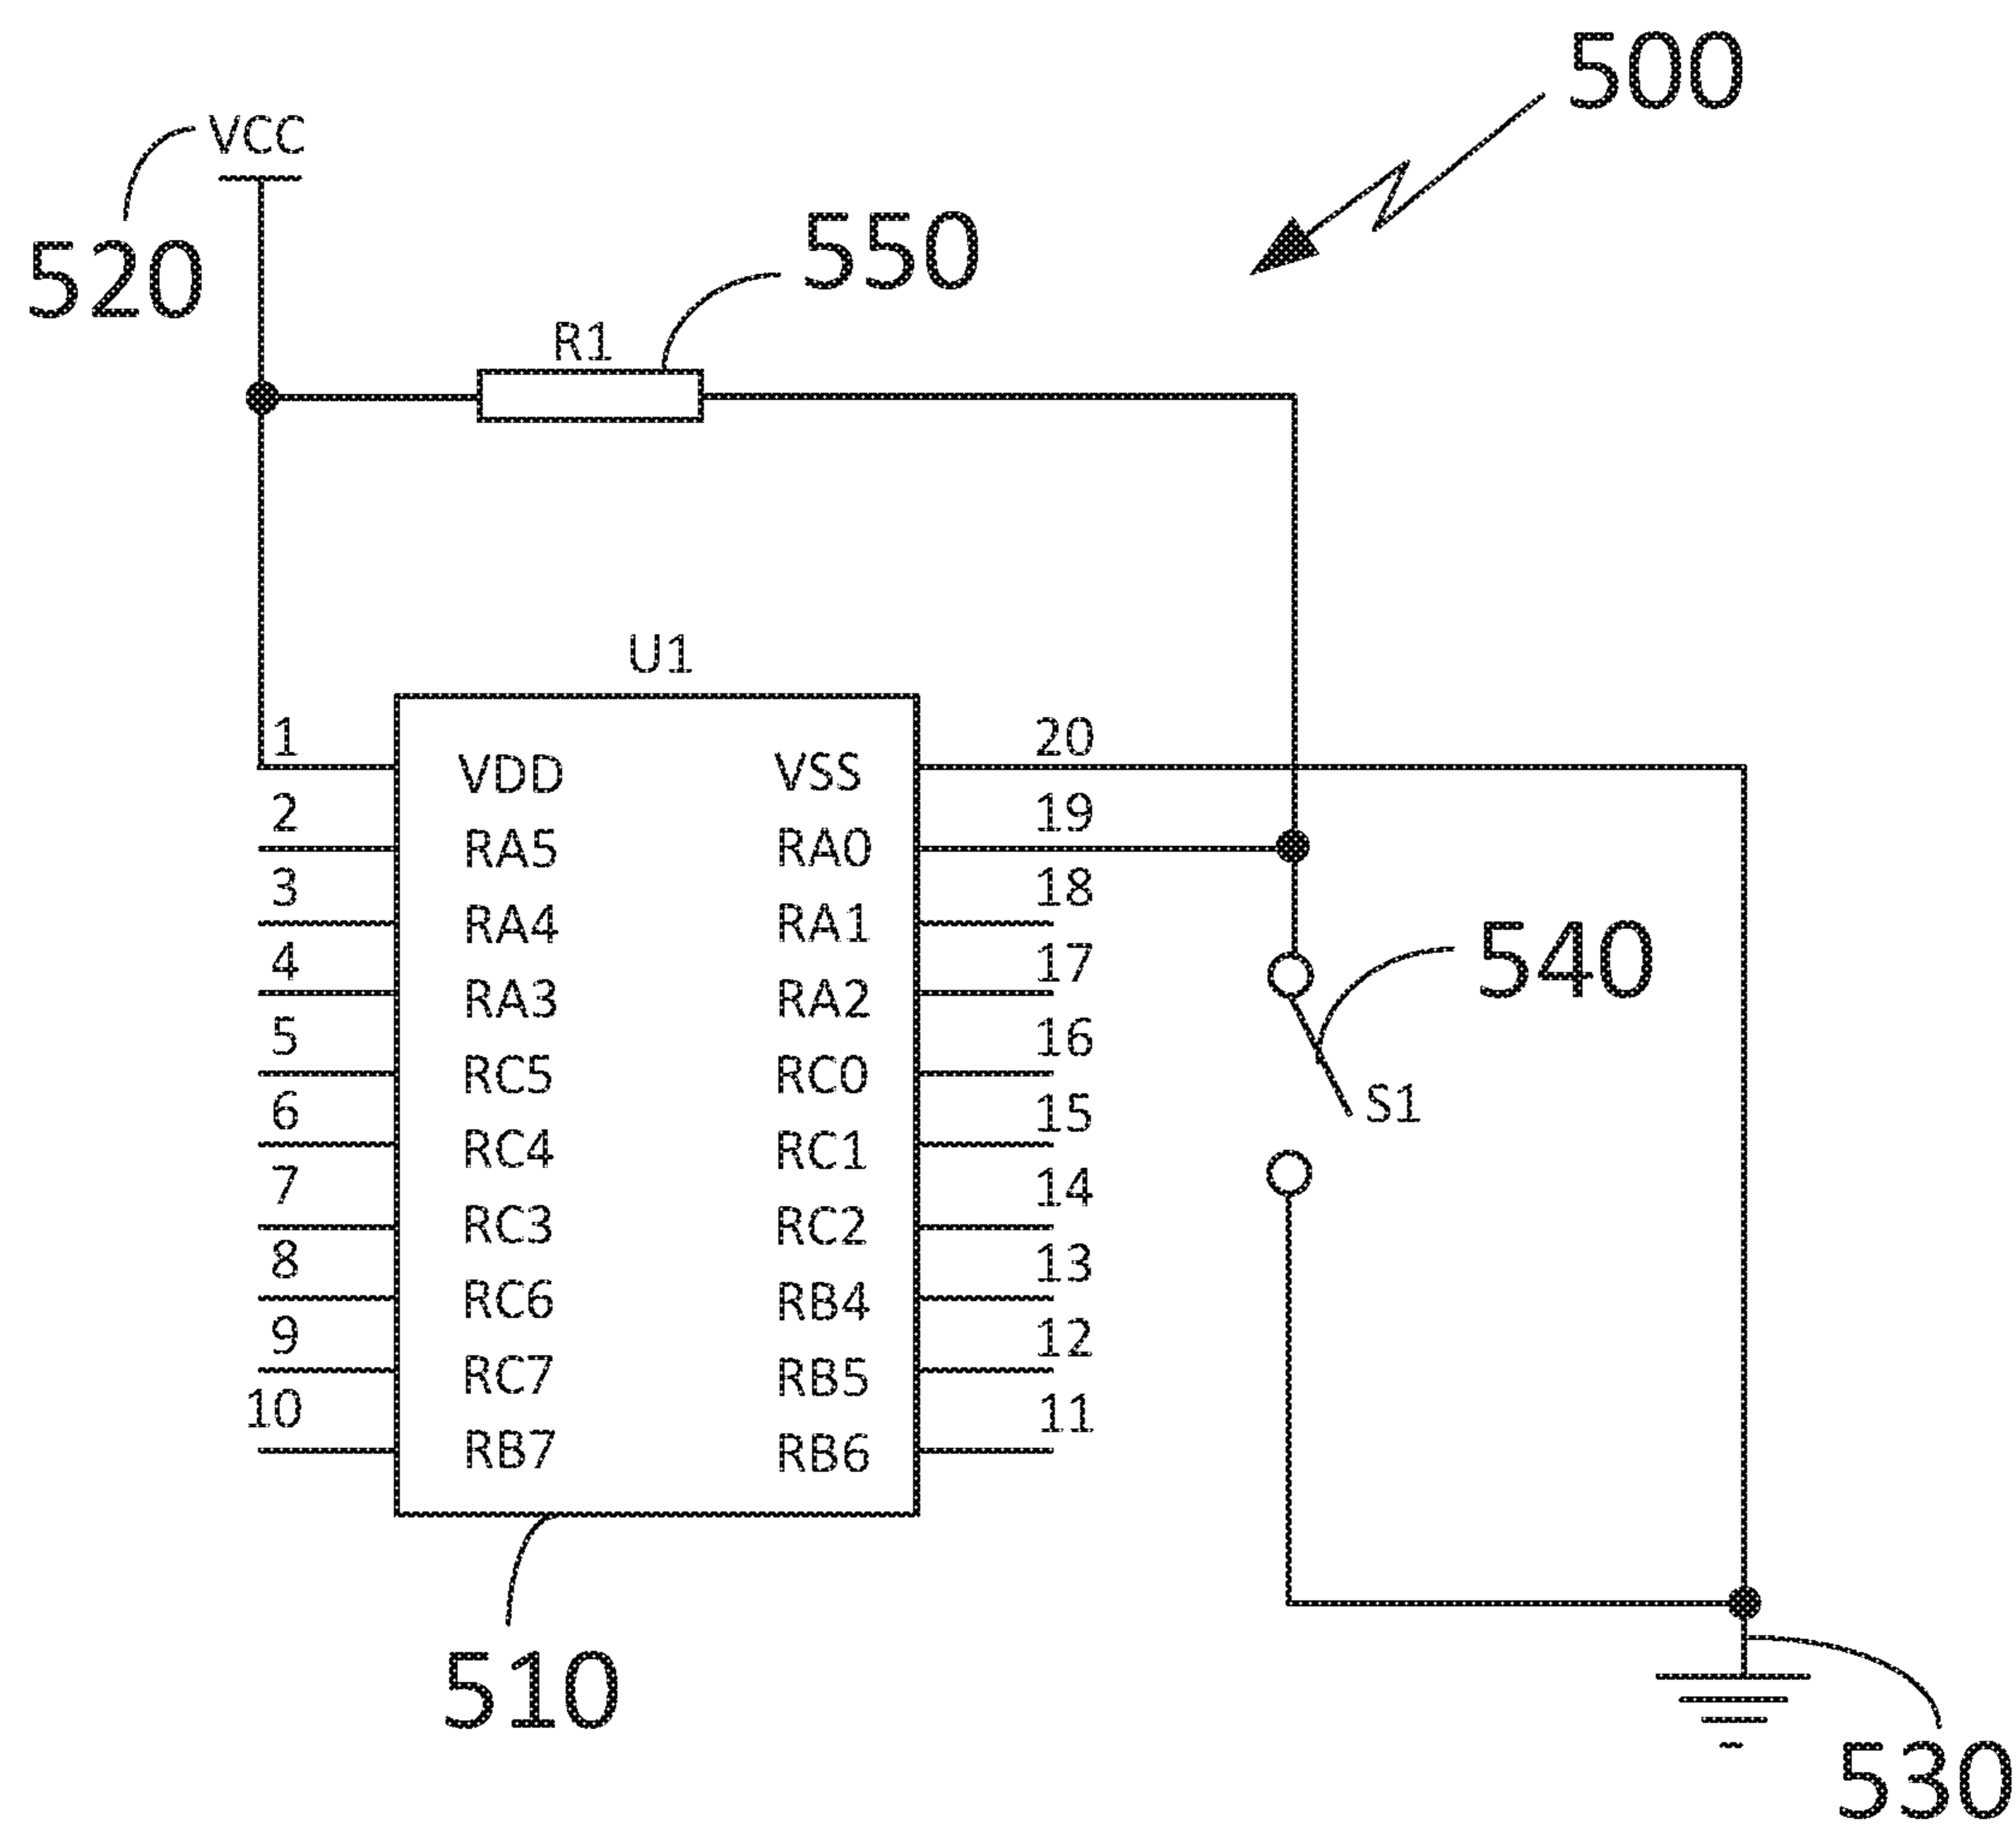 500
VCC
520
550
R1
U1
1 VDD VSS 20
2 RA5 RA0 19
3 RA4 RA1 18
4 RA3 RA2 17
5 RC5 RC0 16
6 RC4 RC1 15
7 RC3 RC2 14
8 RC6 RB4 13
9 RC7 RB5 12
10 RB7 RB6 11
540
S1
510
530